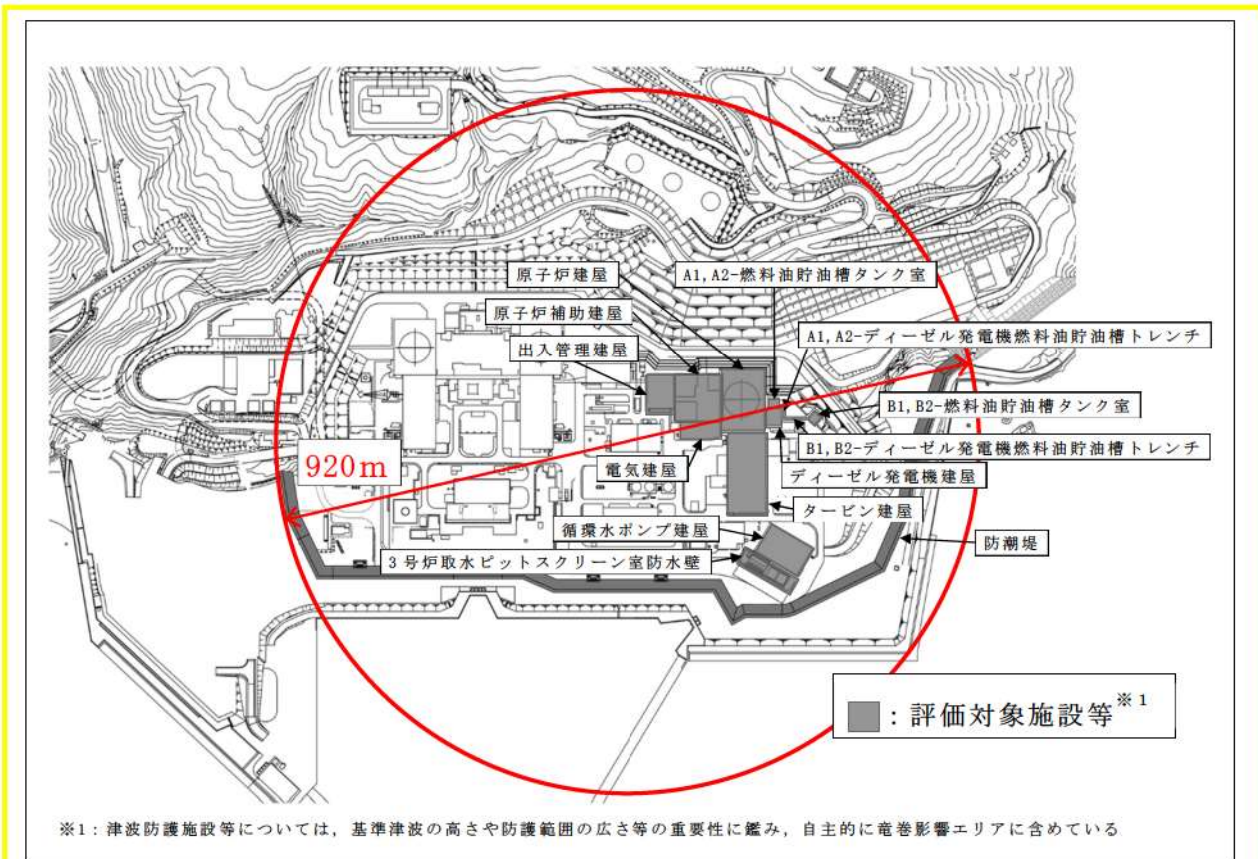 原子炉建屋
A1,A2-燃料油貯油槽タンク室
原子炉補助建屋
A1,A2-ディーゼル発電機燃料油貯油槽トレンチ
出入管理建屋
B1,B2-燃料油貯油槽タンク室
B1,B2-ディーゼル発電機燃料油貯油槽トレンチ
920m
電気建屋
ディーゼル発電機建屋
タービン建屋
循環水ポンプ建屋
防潮堤
3号炉取水ピットスクリーン室防水壁
:評価対象施設等※1
※1:津波防護施設等については,基準津波の高さや防護範囲の広さ等の重要性に鑑み,自主的に竜巻影響エリアに含めている